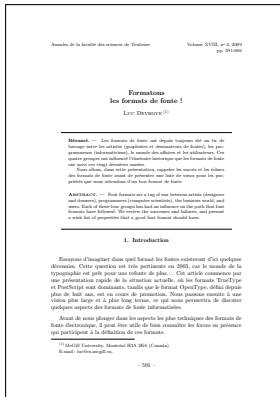 Annales de la faculté des sciences de Toulouse Volume XVIII, n° 3, 2009
pp. 591-606
Formatons
les formats de fonte !
Luc Devroye (1)
Résumé. — Les formats de fonte ont depuis toujours été un tir de
barrage entre les artistes (graphistes et dessinateurs de fontes), les pro-
grammeurs (informaticiens), le monde des affaires et les utilisateurs. Ces
quatre groupes ont influencé l'itinéraire historique que les formats de fonte
ont suivi ces vingt dernières années.
Nous allons, dans cette présentation, rappeler les succès et les échecs
des formats de fonte avant de présenter une liste de vœux pour les pro-
priétés que nous attendons d'un bon format de fonte.
Abstract. — Font formats are a tug of war between artists (designers
and drawers), programmers (computer scientists), the business world, and
users. Each of these four groups has had an influence on the path that font
formats have followed. We review the successes and failures, and present
a wish list of properties that a good font format should have.
1. Introduction
Essayons d'imaginer dans quel format les fontes existeront d'ici quelques
décennies. Cette question est très pertinente en 2003, car le monde de la
typographie est prêt pour une refonte de plus... Cet article commence par
une présentation rapide de la situation actuelle, où les formats TrueType
et PostScript sont dominants, tandis que le format OpenType, défini depuis
plus de huit ans, est en cours de promotion. Nous passons ensuite à une
vision plus large et à plus long terme, ce qui nous permettra de discuter
quelques aspects des formats de fonte informatisées.
Avant de nous plonger dans les aspects les plus techniques des formats de
fonte électronique, il peut être utile de bien connaître les forces en présence
qui participent à la définition de ces formats.
(1) McGill University, Montréal H3A 2K6 (Canada)
E-mail: luc@cs.mcgill.ca.
– 591 –